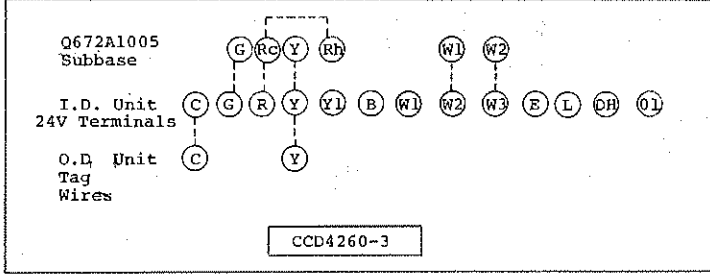 Q672A1005 G Rc Y Rh W1 W2
Subbase
I.D. Unit C G R Y Y1 B W1 W2 W3 E L DH O1
24V Terminals
O.D. Unit C Y
Tag
Wires
CCD4260-3